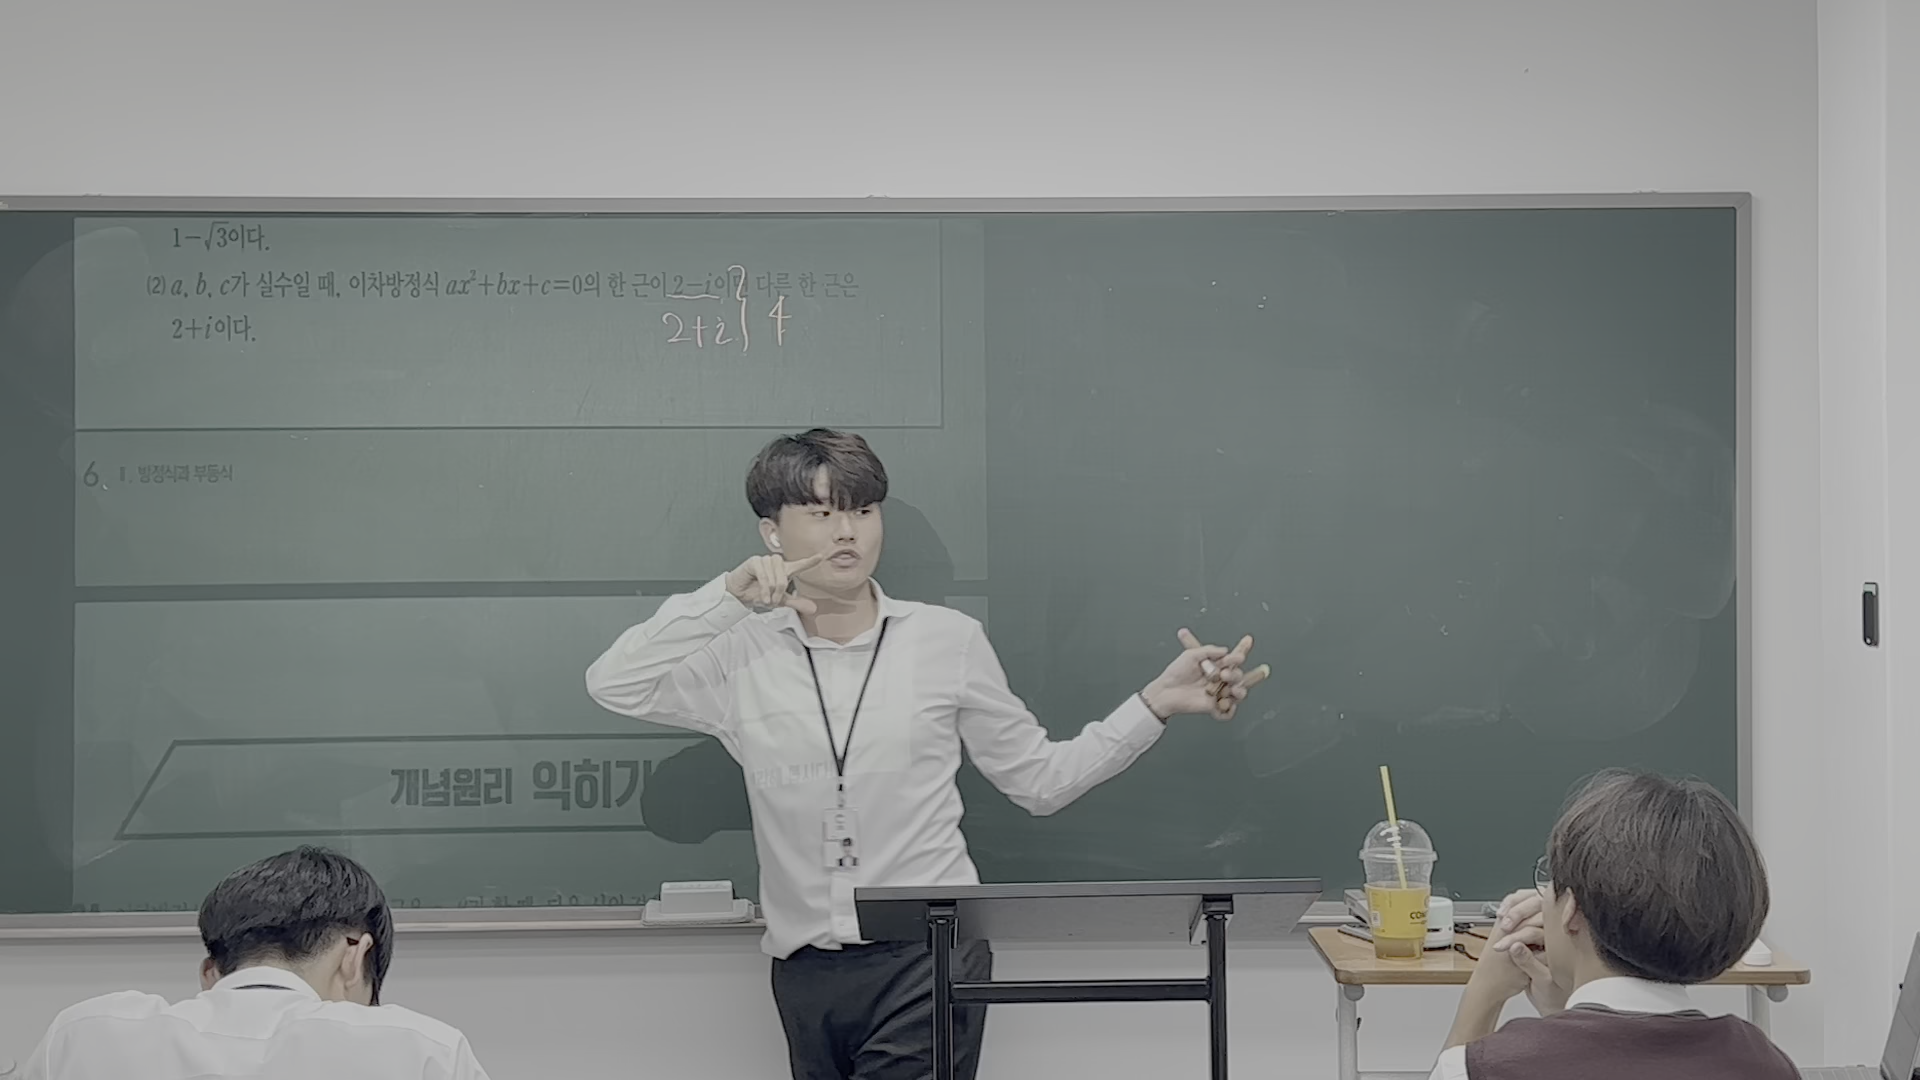 1-√3이다.
(2) a, b, c가 실수일 때, 이차방정식 ax²+bx+c=0의 한 근이 2-i이면 다른 한 근은
2+i 4
2+i이다.
6 Ⅱ. 방정식과 부등식
개념원리 익히기